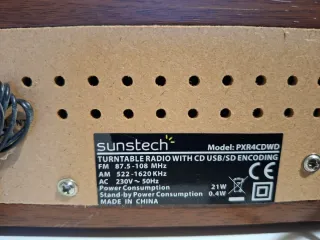 sunstech
Model: PXR4CDWD
TURNTABLE RADIO WITH CD USB/SD ENCODING
FM 87.5-108 MHz
AM 522-1620 KHz
AC 230V ~ 50Hz
Power Consumption 21W
Stand-by Power Consumption 0.4W
MADE IN CHINA
CE